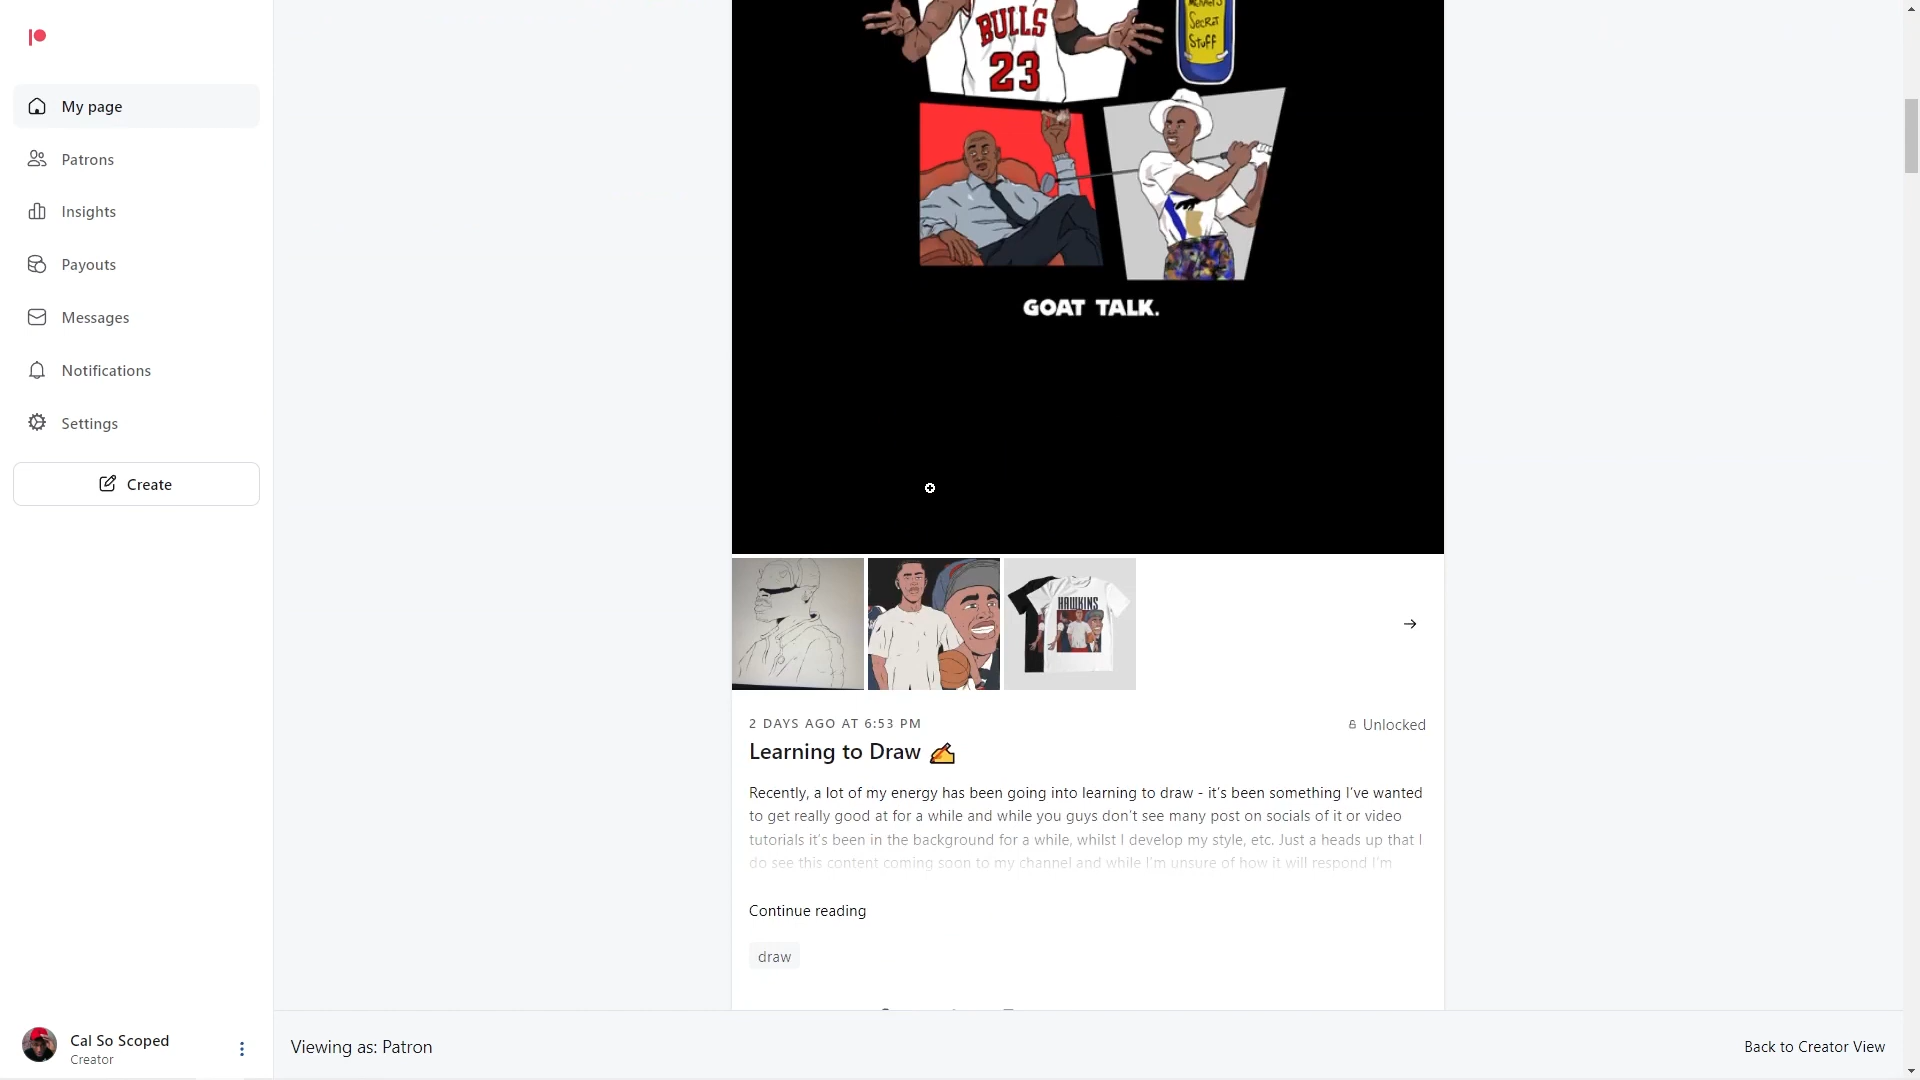 BULLS
23
SECRET
STUFF
GOAT TALK.
My page
Patrons
Insights
Payouts
Messages
Notifications
Settings
Create
HAWKINS
2 DAYS AGO AT 6:53 PM
Unlocked
Learning to Draw ✍️
Recently, a lot of my energy has been going into learning to draw - it's been something I've wanted
to get really good at for a while and while you guys don't see many post on socials of it or video
tutorials it's been in the background for a while, whilst I develop my style, etc. Just a heads up that I
do see this content coming soon to my channel and while I'm unsure of how it will respond I'm
Continue reading
draw
Cal So Scoped
Creator
Viewing as: Patron
Back to Creator View